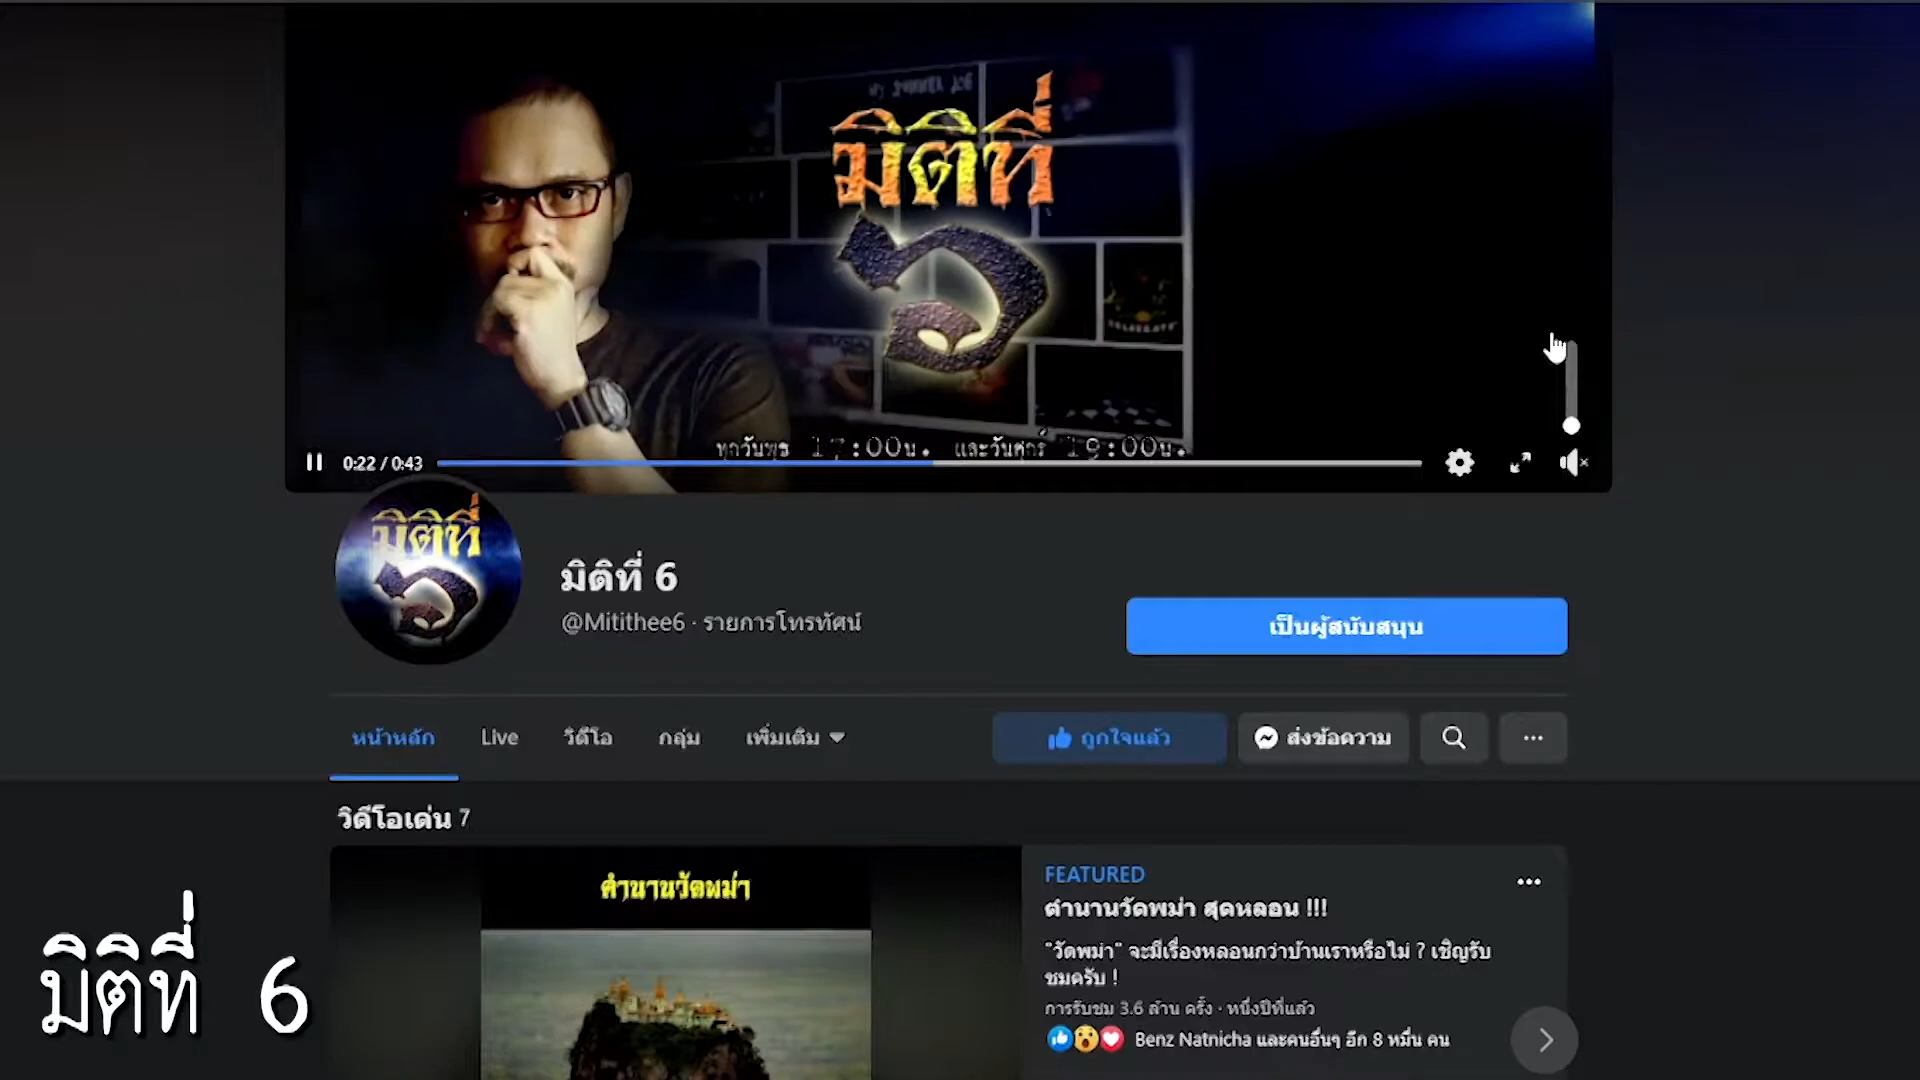 มิติที่
๖
ทุกวันพุธ 17:00น. และวันศุกร์ 19:00น.
0:22 / 0:43
มิติที่
๖
มิติที่ 6
@Mitithee6 · รายการโทรทัศน์
เป็นผู้สนับสนุน
หน้าหลัก Live วิดีโอ กลุ่ม เพิ่มเติม
ถูกใจแล้ว ส่งข้อความ
วิดีโอเด่น 7
ตำนานวัดพม่า
FEATURED
ตำนานวัดพม่า สุดหลอน !!!
"วัดพม่า" จะมีเรื่องหลอนกว่าบ้านเราหรือไม่ ? เชิญรับ
ชมครับ !
การรับชม 3.6 ล้าน ครั้ง · หนึ่งปีที่แล้ว
Benz Natnicha และคนอื่นๆ อีก 8 หมื่น คน
มิติที่ 6